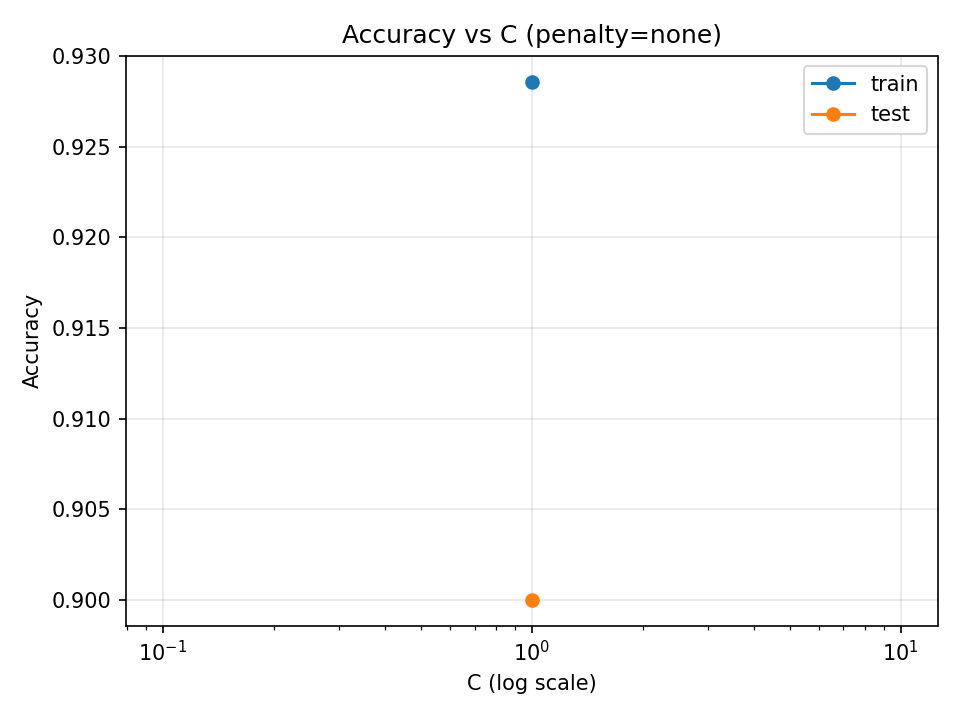 Accuracy vs C (penalty=none)
0.930
0.925
0.920
0.915
0.910
0.905
0.900
Accuracy
train
test
10⁻¹
10⁰
10¹
C (log scale)